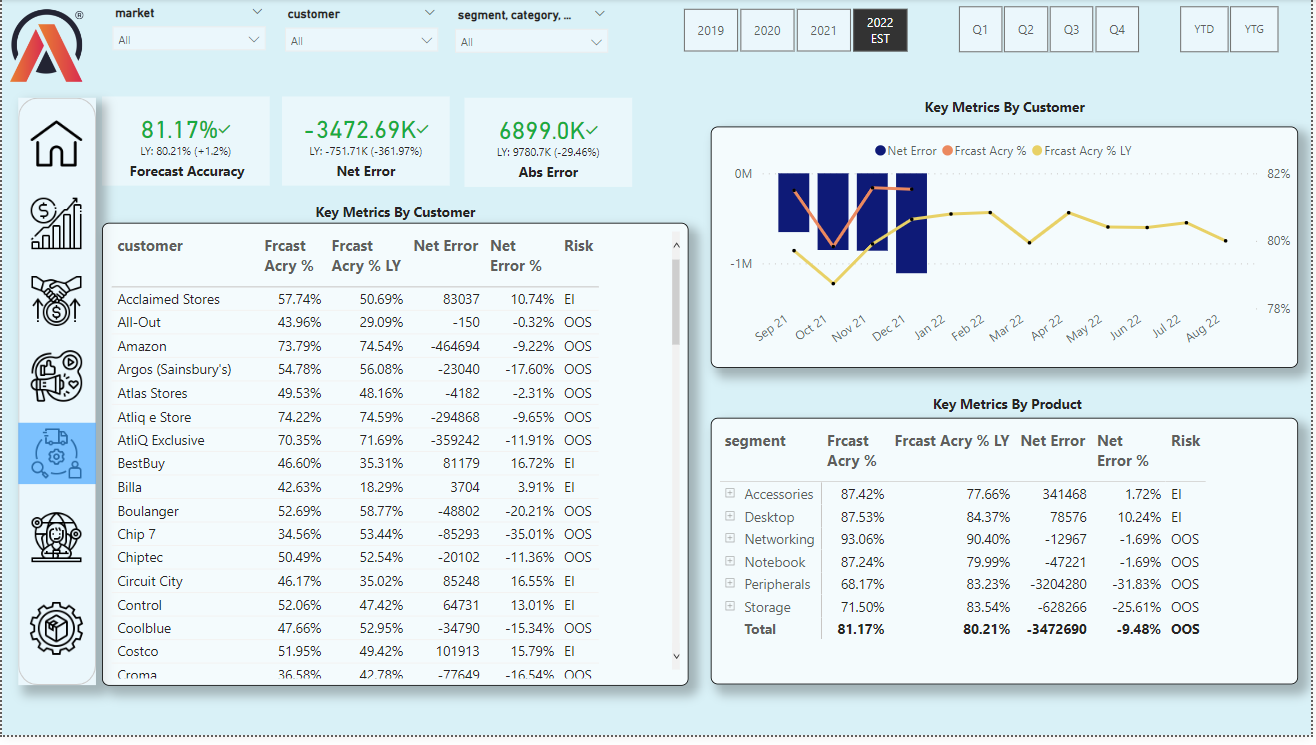 ®
market
customer
segment, category, ...
All
All
All
2019
2020
2021
2022
EST
Q1
Q2
Q3
Q4
YTD
YTG
81.17%
LY: 80.21% (+1.2%)
Forecast Accuracy
-3472.69K
LY: -751.71K (-361.97%)
Net Error
6899.0K
LY: 9780.7K (-29.46%)
Abs Error
Key Metrics By Customer
customer Frcast Acry % Frcast Acry % LY Net Error Net Error % Risk
Acclaimed Stores 57.74% 50.69% 83037 10.74% EI
All-Out 43.96% 29.09% -150 -0.32% OOS
Amazon 73.79% 74.54% -464694 -9.22% OOS
Argos (Sainsbury's) 54.78% 56.08% -23040 -17.60% OOS
Atlas Stores 49.53% 48.16% -4182 -2.31% OOS
Atliq e Store 74.22% 74.59% -294868 -9.65% OOS
AtliQ Exclusive 70.35% 71.69% -359242 -11.91% OOS
BestBuy 46.60% 35.31% 81179 16.72% EI
Billa 42.63% 18.29% 3704 3.91% EI
Boulanger 52.69% 58.77% -48802 -20.21% OOS
Chip 7 34.56% 53.44% -85293 -35.01% OOS
Chiptec 50.49% 52.54% -20102 -11.36% OOS
Circuit City 46.17% 35.02% 85248 16.55% EI
Control 52.06% 47.42% 64731 13.01% EI
Coolblue 47.66% 52.95% -34790 -15.34% OOS
Costco 51.95% 49.42% 101913 15.79% EI
Croma 36.58% 42.78% -77649 -16.54% OOS
Key Metrics By Customer
Net Error Frcast Acry % Frcast Acry % LY
0M
-1M
82%
80%
78%
Sep 21
Oct 21
Nov 21
Dec 21
Jan 22
Feb 22
Mar 22
Apr 22
May 22
Jun 22
Jul 22
Aug 22
Key Metrics By Product
segment Frcast Acry % Frcast Acry % LY Net Error Net Error % Risk
Accessories 87.42% 77.66% 341468 1.72% EI
Desktop 87.53% 84.37% 78576 10.24% EI
Networking 93.06% 90.40% -12967 -1.69% OOS
Notebook 87.24% 79.99% -47221 -1.69% OOS
Peripherals 68.17% 83.23% -3204280 -31.83% OOS
Storage 71.50% 83.54% -628266 -25.61% OOS
Total 81.17% 80.21% -3472690 -9.48% OOS